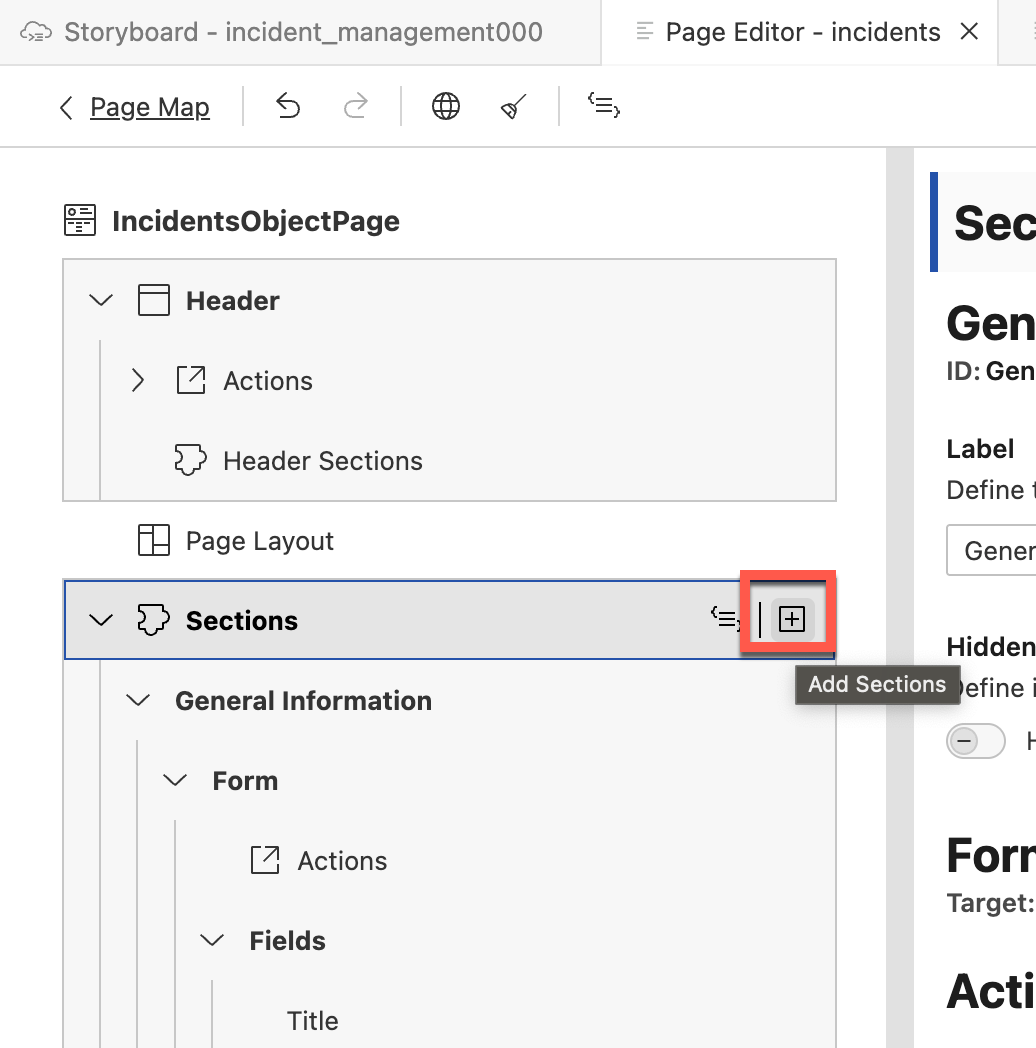 Storyboard - incident_management000
Page Editor - incidents
Page Map
IncidentsObjectPage
Header
Actions
Header Sections
Page Layout
Sections
Add Sections
General Information
Form
Actions
Fields
Title
Sec
Gen
ID: Gen
Label
Define t
Gener
Hidden
Define i
H
Form
Target:
Acti